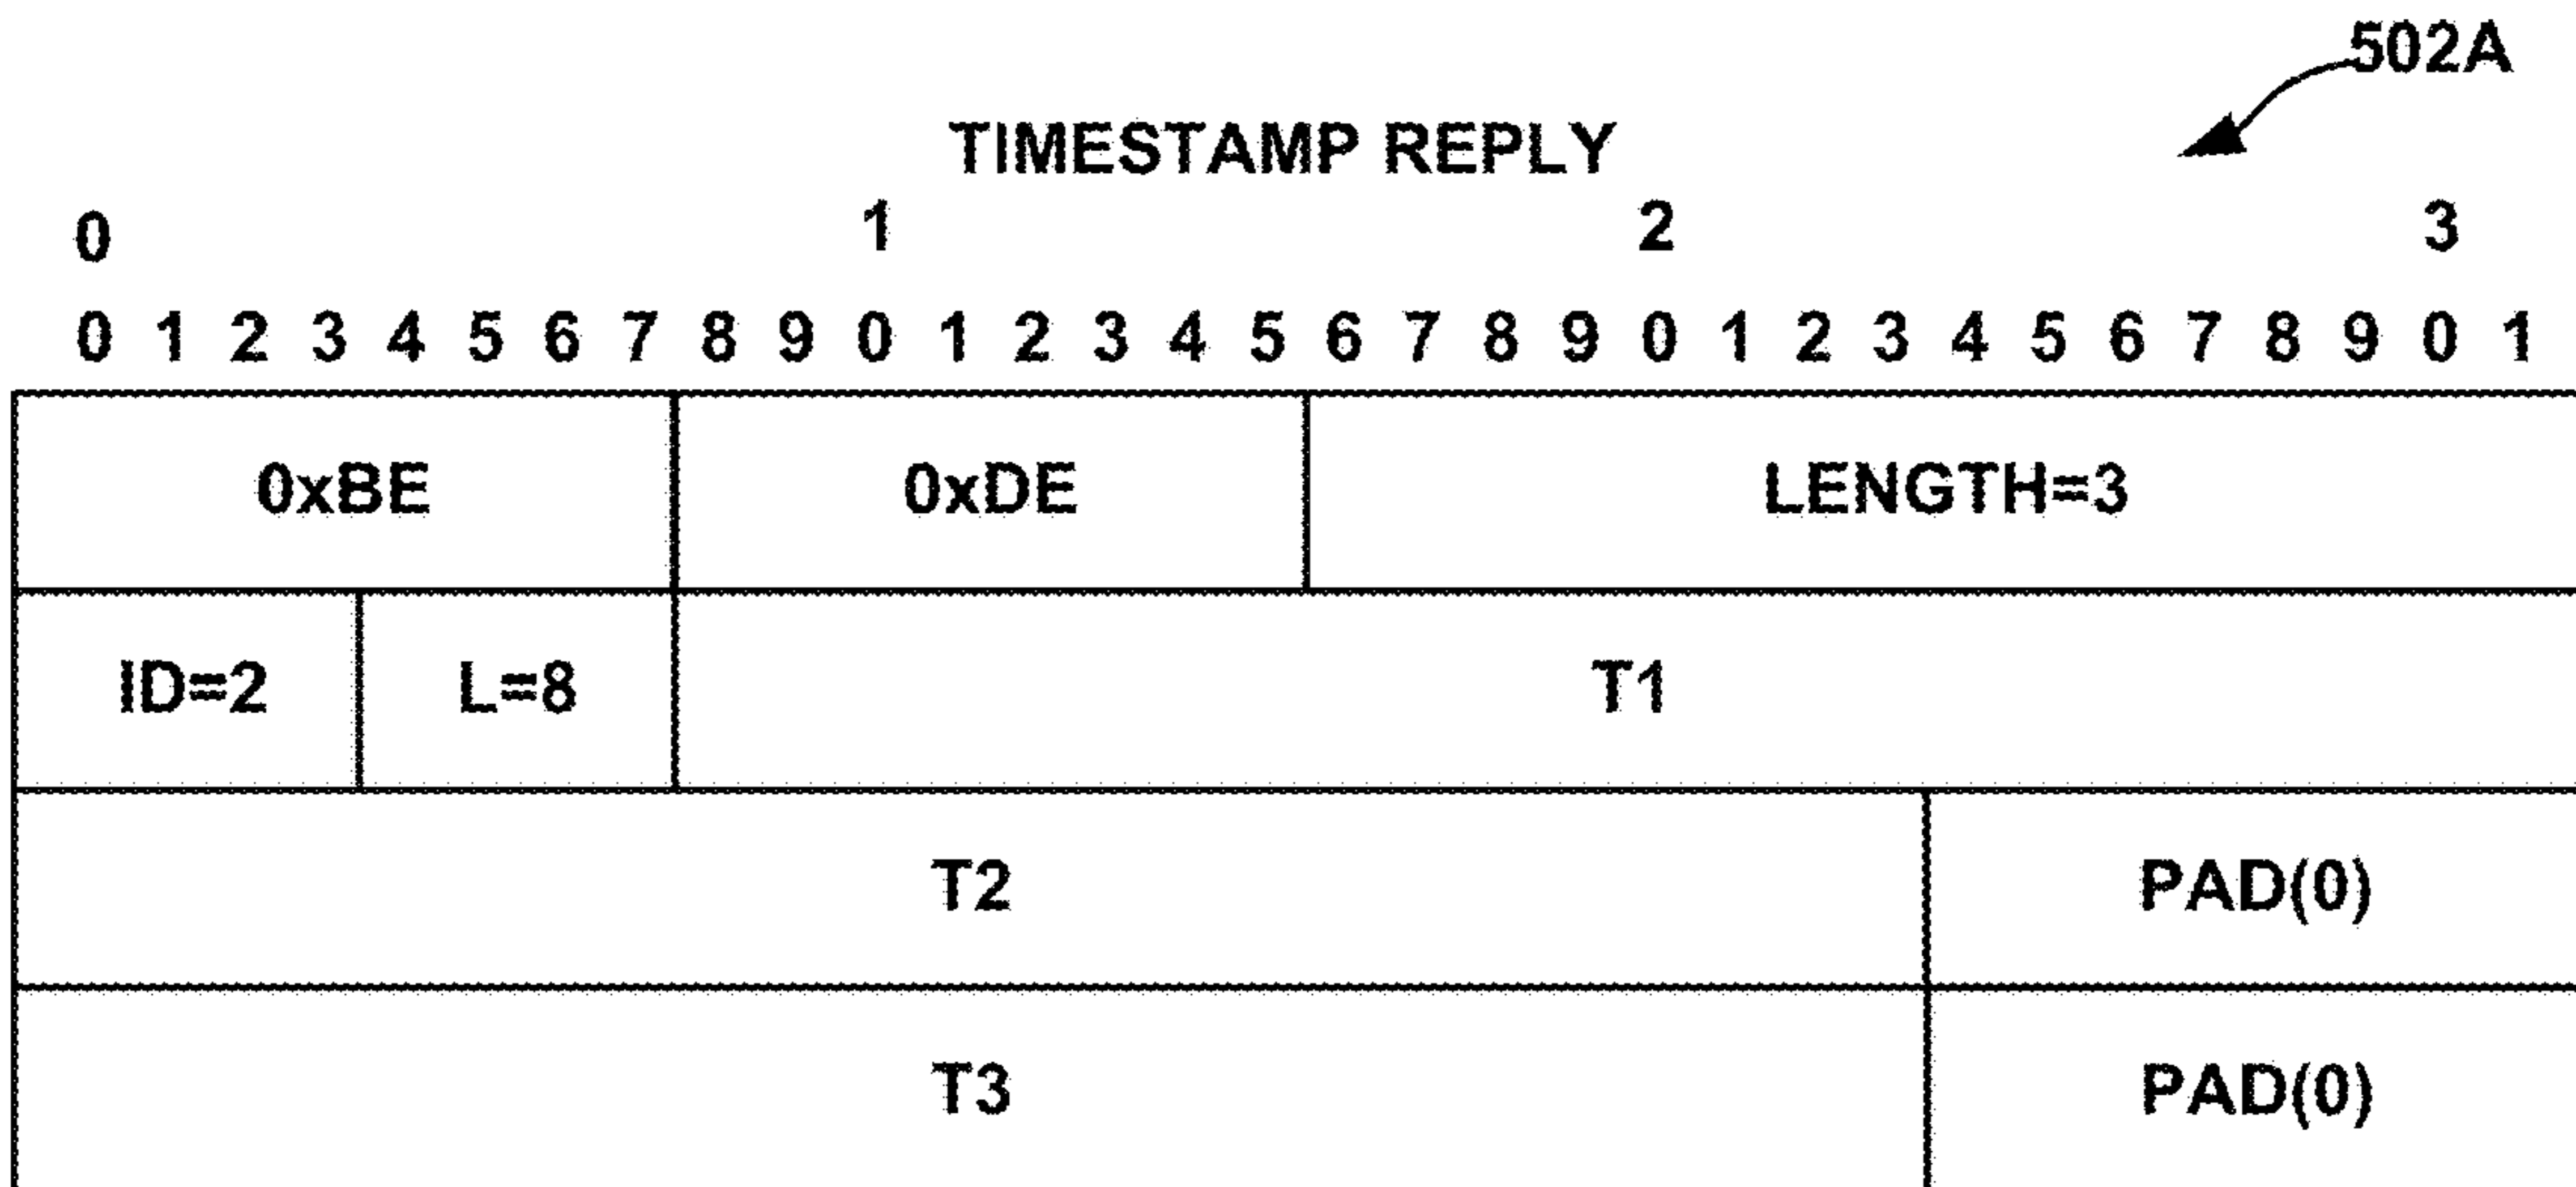 502A
TIMESTAMP REPLY
0 1 2 3
0 1 2 3 4 5 6 7 8 9 0 1 2 3 4 5 6 7 8 9 0 1 2 3 4 5 6 7 8 9 0 1
0xBE 0xDE LENGTH=3
ID=2 L=8 T1
T2 PAD(0)
T3 PAD(0)